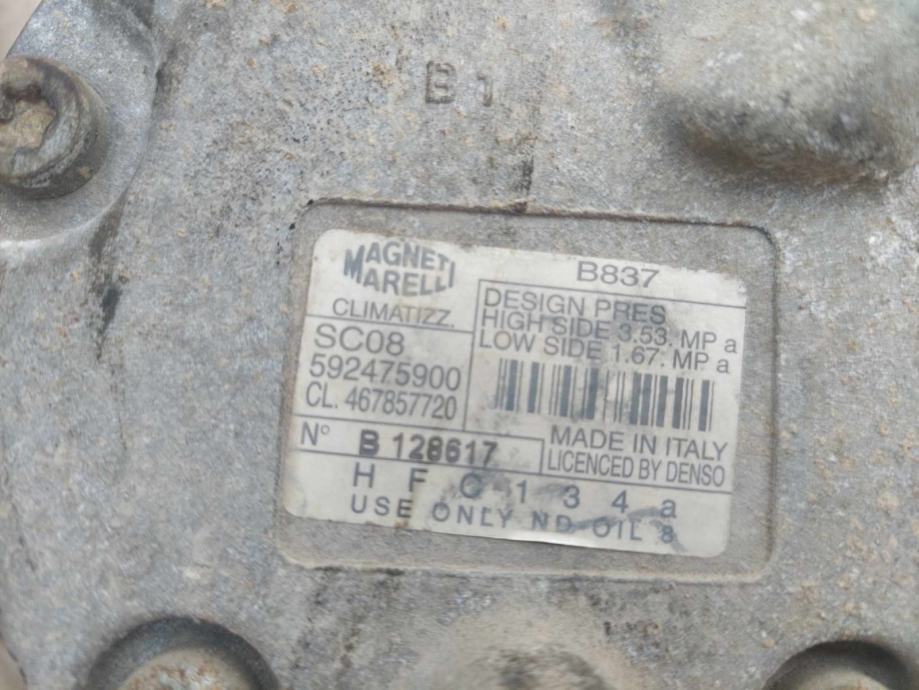 B 1
MAGNETI
MARELLI
CLIMATIZZ.
SC08
592475900
CL. 467857720
B837
DESIGN PRES
HIGH SIDE 3.53. MP a
LOW SIDE 1.67. MP a
MADE IN ITALY
LICENCED BY DENSO
N° B 128617
H F C 1 3 4 a
USE ONLY ND OIL 8